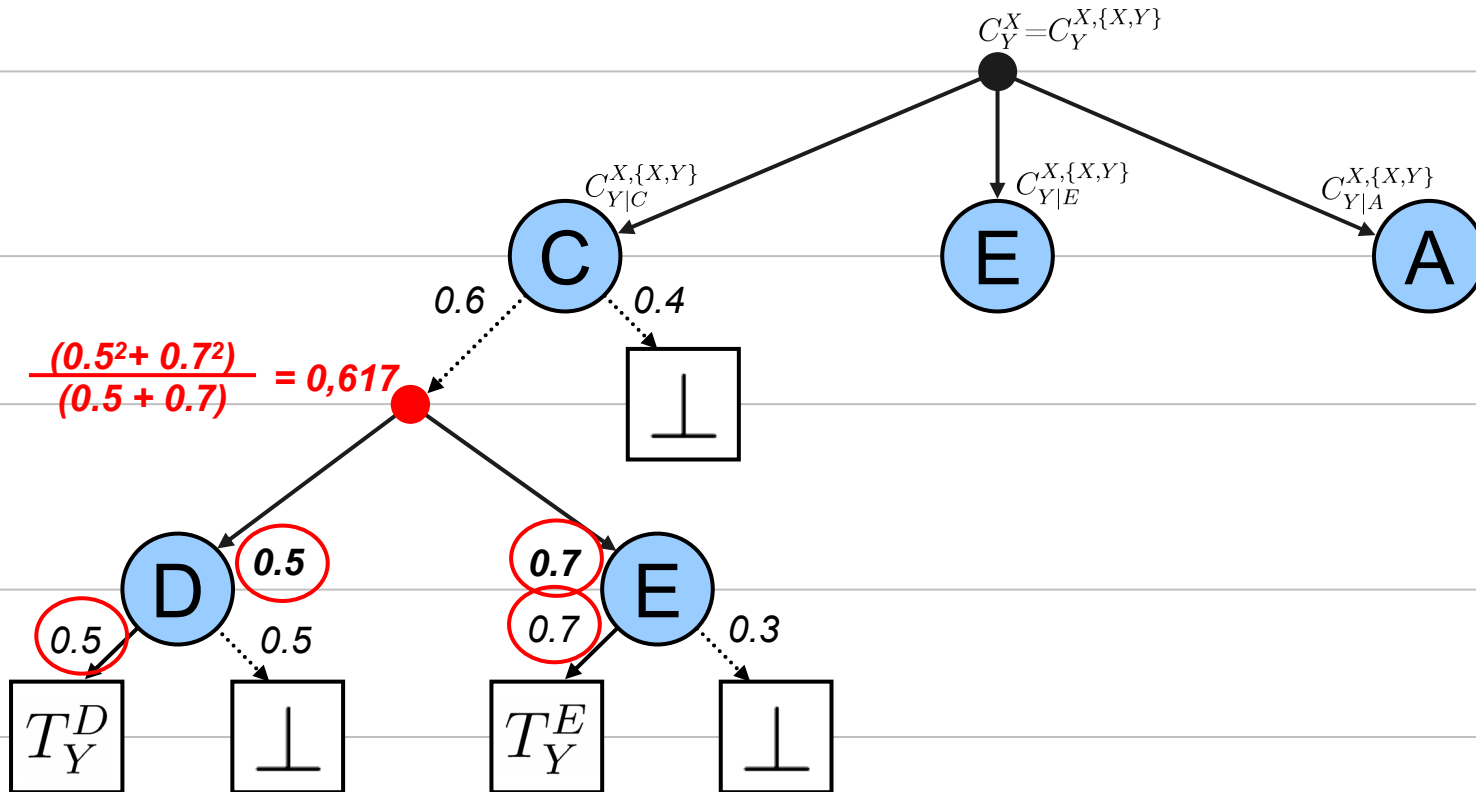 C_Y^X=C_Y^{X,{X,Y}}
C_{Y|C}^{X,{X,Y}}
C_{Y|E}^{X,{X,Y}}
C_{Y|A}^{X,{X,Y}}
C
E
A
0.6
0.4
(0.5²+ 0.7²)
(0.5 + 0.7)
= 0,617
⊥
D
0.5
0.7
E
0.5
0.5
0.7
0.3
T_Y^D
⊥
T_Y^E
⊥